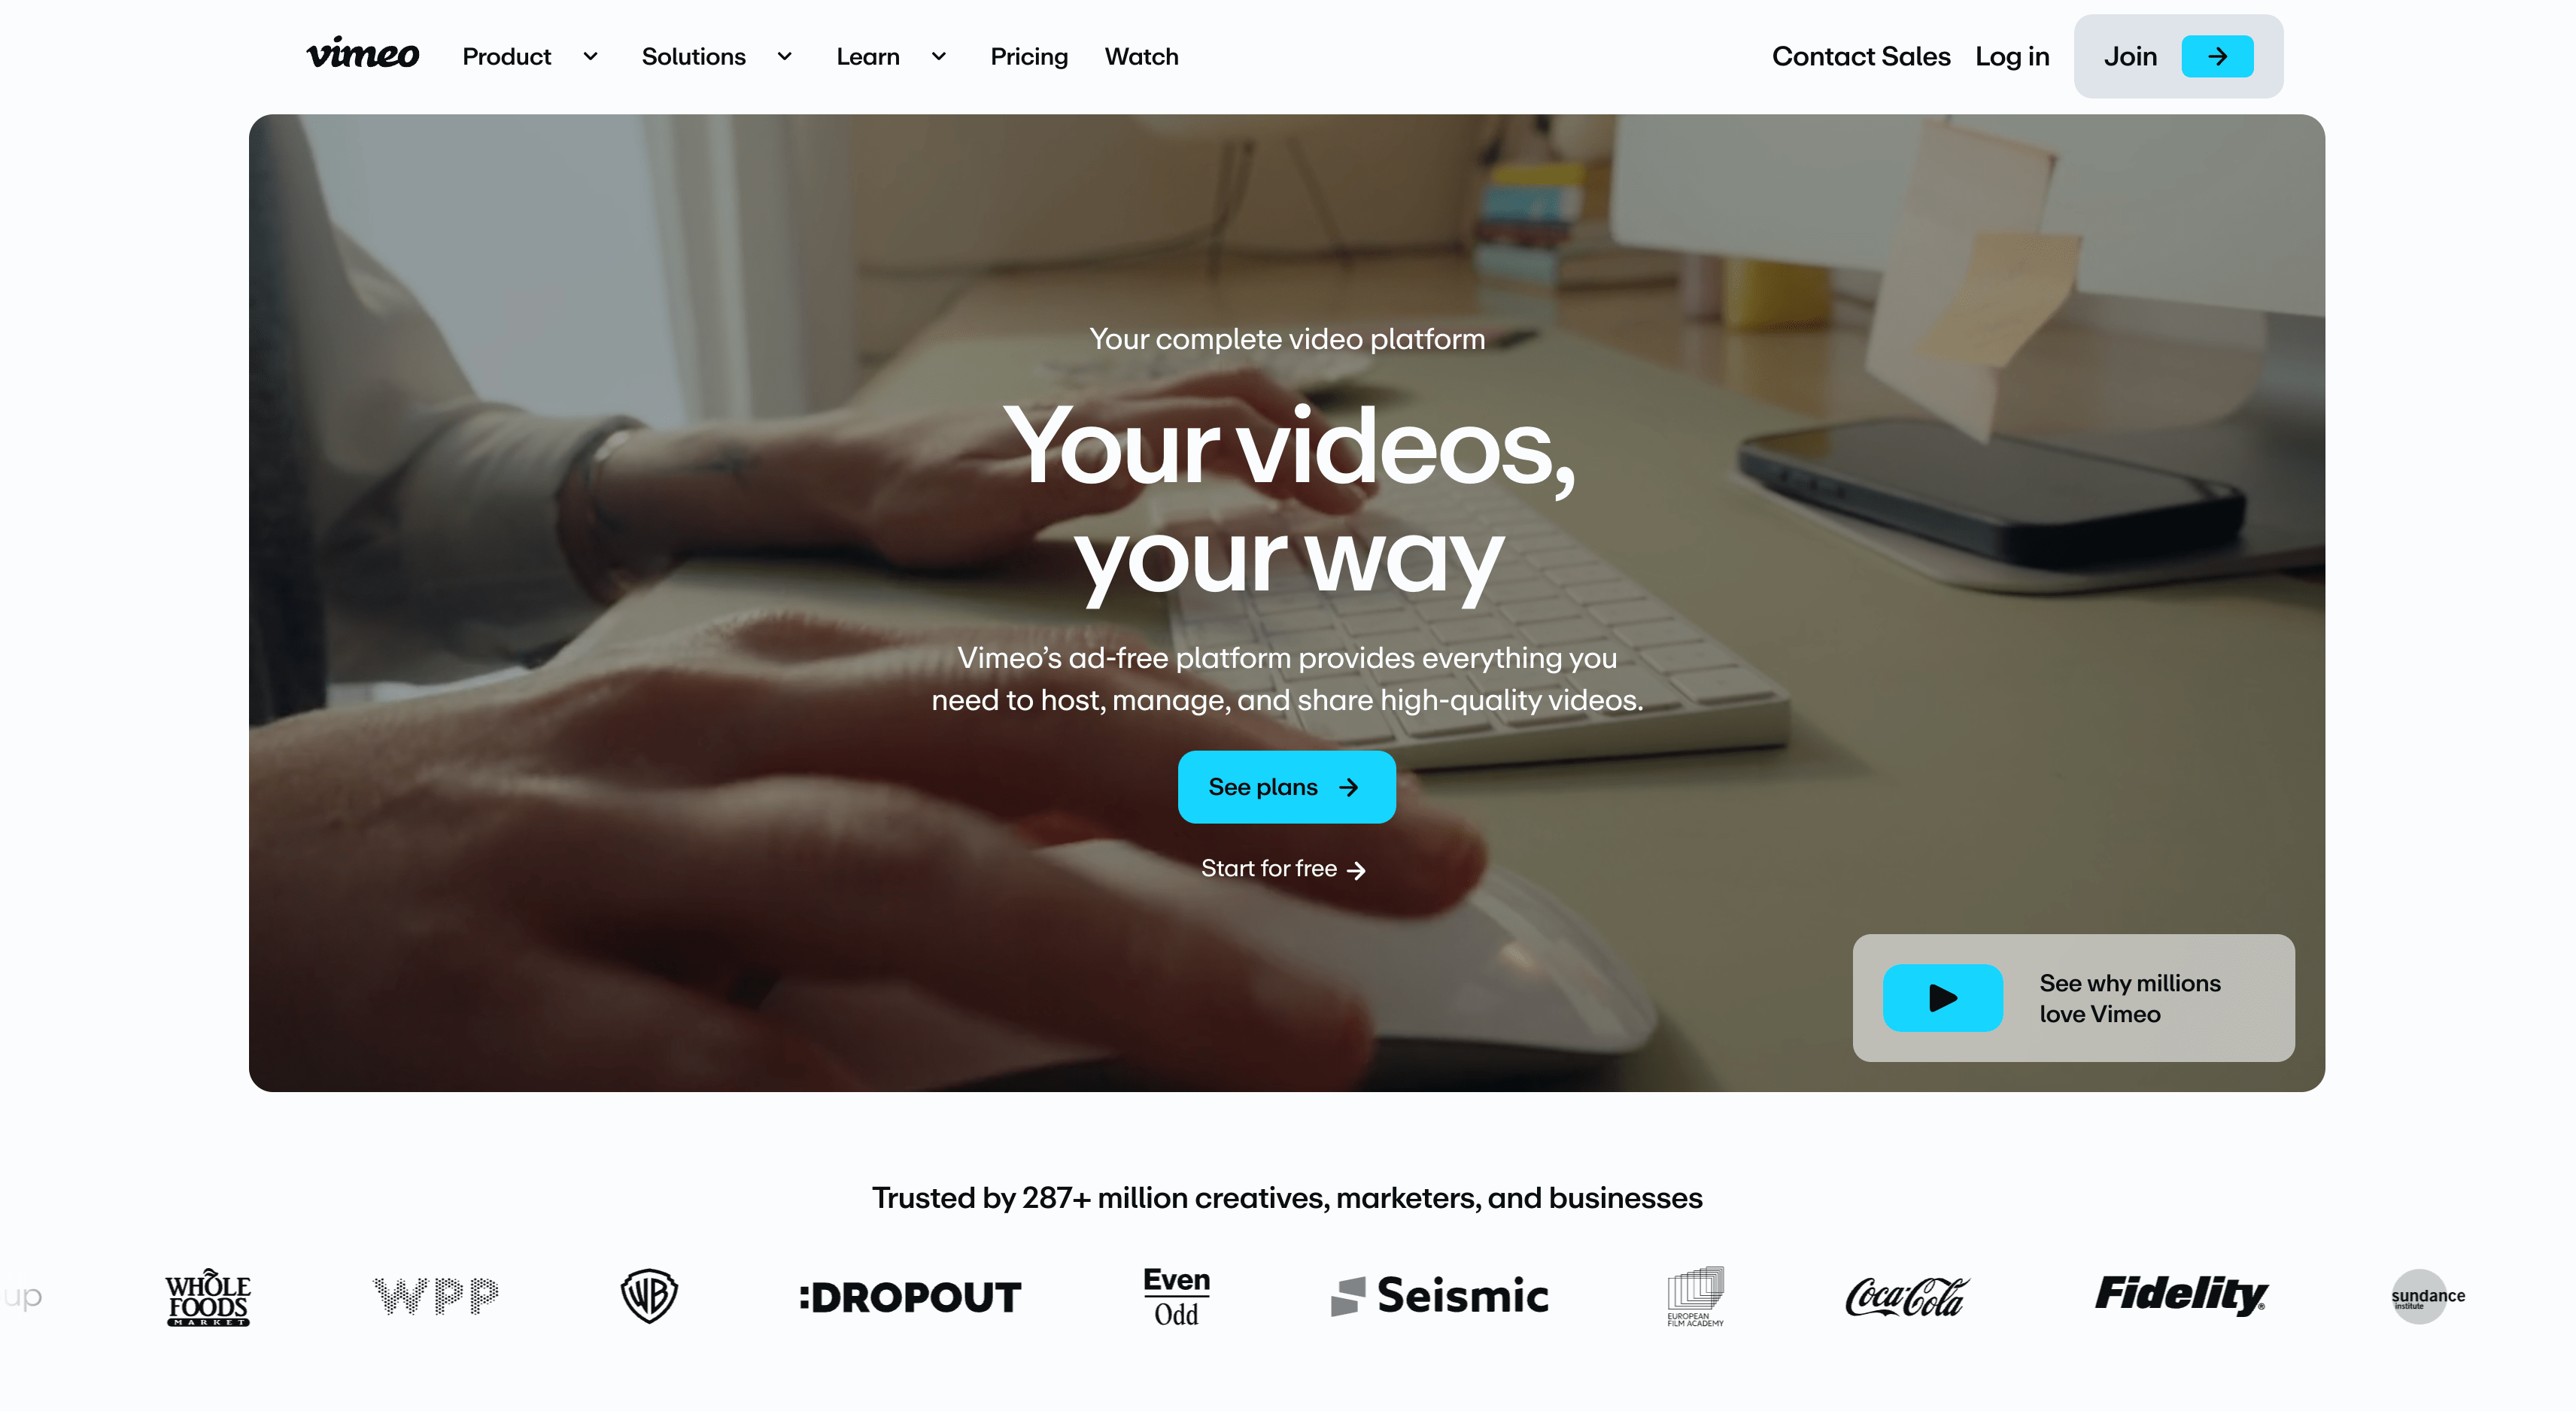 vimeo
Product
Solutions
Learn
Pricing
Watch
Contact Sales
Log in
Join
Your complete video platform
Your videos,
your way
Vimeo’s ad-free platform provides everything you
need to host, manage, and share high-quality videos.
See plans
Start for free
See why millions
love Vimeo
Trusted by 287+ million creatives, marketers, and businesses
up
WHOLE
FOODS
MARKET
WPP
WB
:DROPOUT
Even
Odd
Seismic
EUROPEAN
FILM ACADEMY
Coca-Cola
Fidelity®
sundance
institute